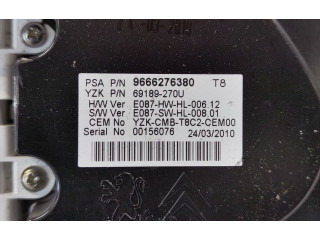 PSA P/N 9666276380 T8
YZK P/N 69189-270U
H/W Ver E087-HW-HL-006.12
S/W Ver E087-SW-HL-008.01
CEM No YZK-CMB-T8C2-CEM00
Serial No 00156076 24/03/2010